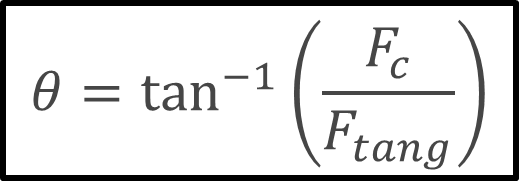 θ = tan⁻¹ (F_c / F_tang)